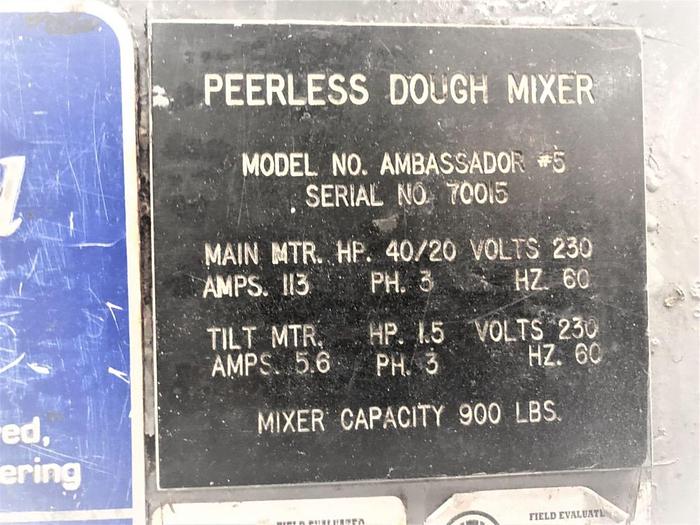 PEERLESS DOUGH MIXER
MODEL NO. AMBASSADOR #5
SERIAL NO. 70015
MAIN MTR. HP. 40/20 VOLTS 230
AMPS. 113 PH. 3 HZ. 60
TILT MTR. HP. 1.5 VOLTS 230
AMPS. 5.6 PH. 3 HZ. 60
MIXER CAPACITY 900 LBS.
ed,
ering
FIELD EVALUATED
FIELD EVALUAT